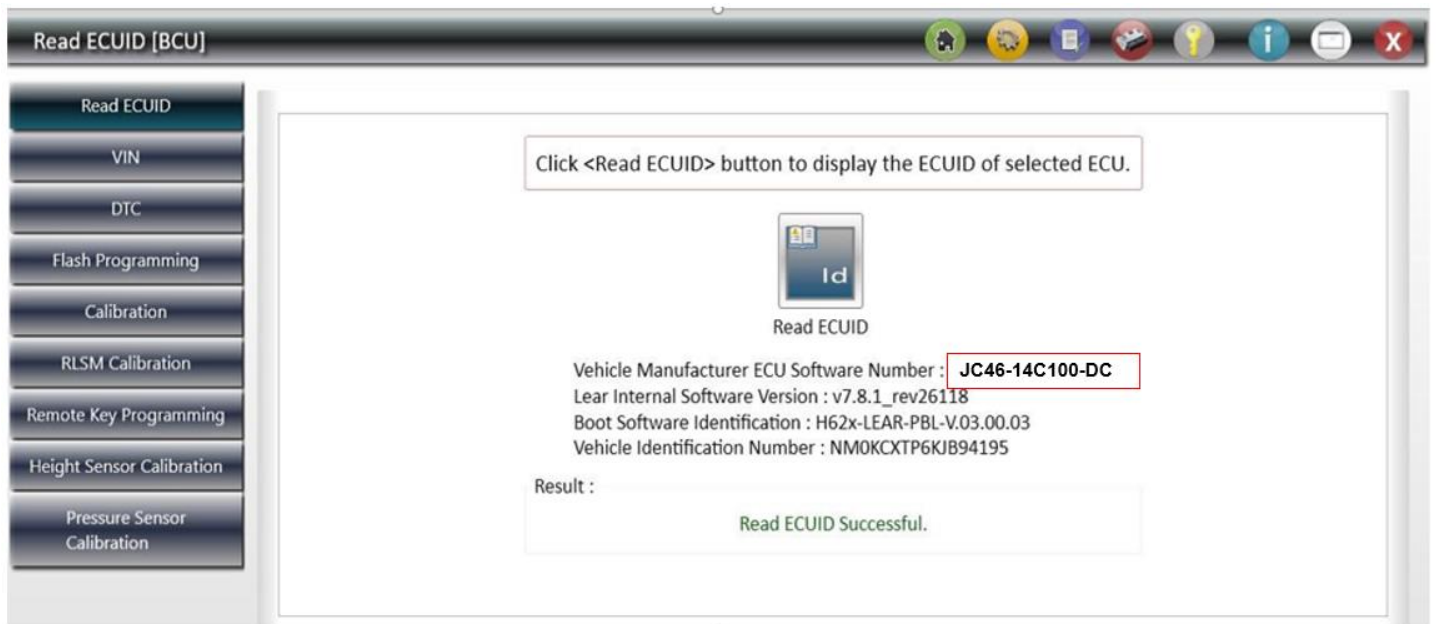 Read ECUID [BCU]
i
X
Read ECUID
VIN
DTC
Flash Programming
Calibration
RLSM Calibration
Remote Key Programming
Height Sensor Calibration
Pressure Sensor
Calibration
Click <Read ECUID> button to display the ECUID of selected ECU.
Id
Read ECUID
Vehicle Manufacturer ECU Software Number : JC46-14C100-DC
Lear Internal Software Version : v7.8.1_rev26118
Boot Software Identification : H62x-LEAR-PBL-V.03.00.03
Vehicle Identification Number : NM0KCXTP6KJB94195
Result :
Read ECUID Successful.